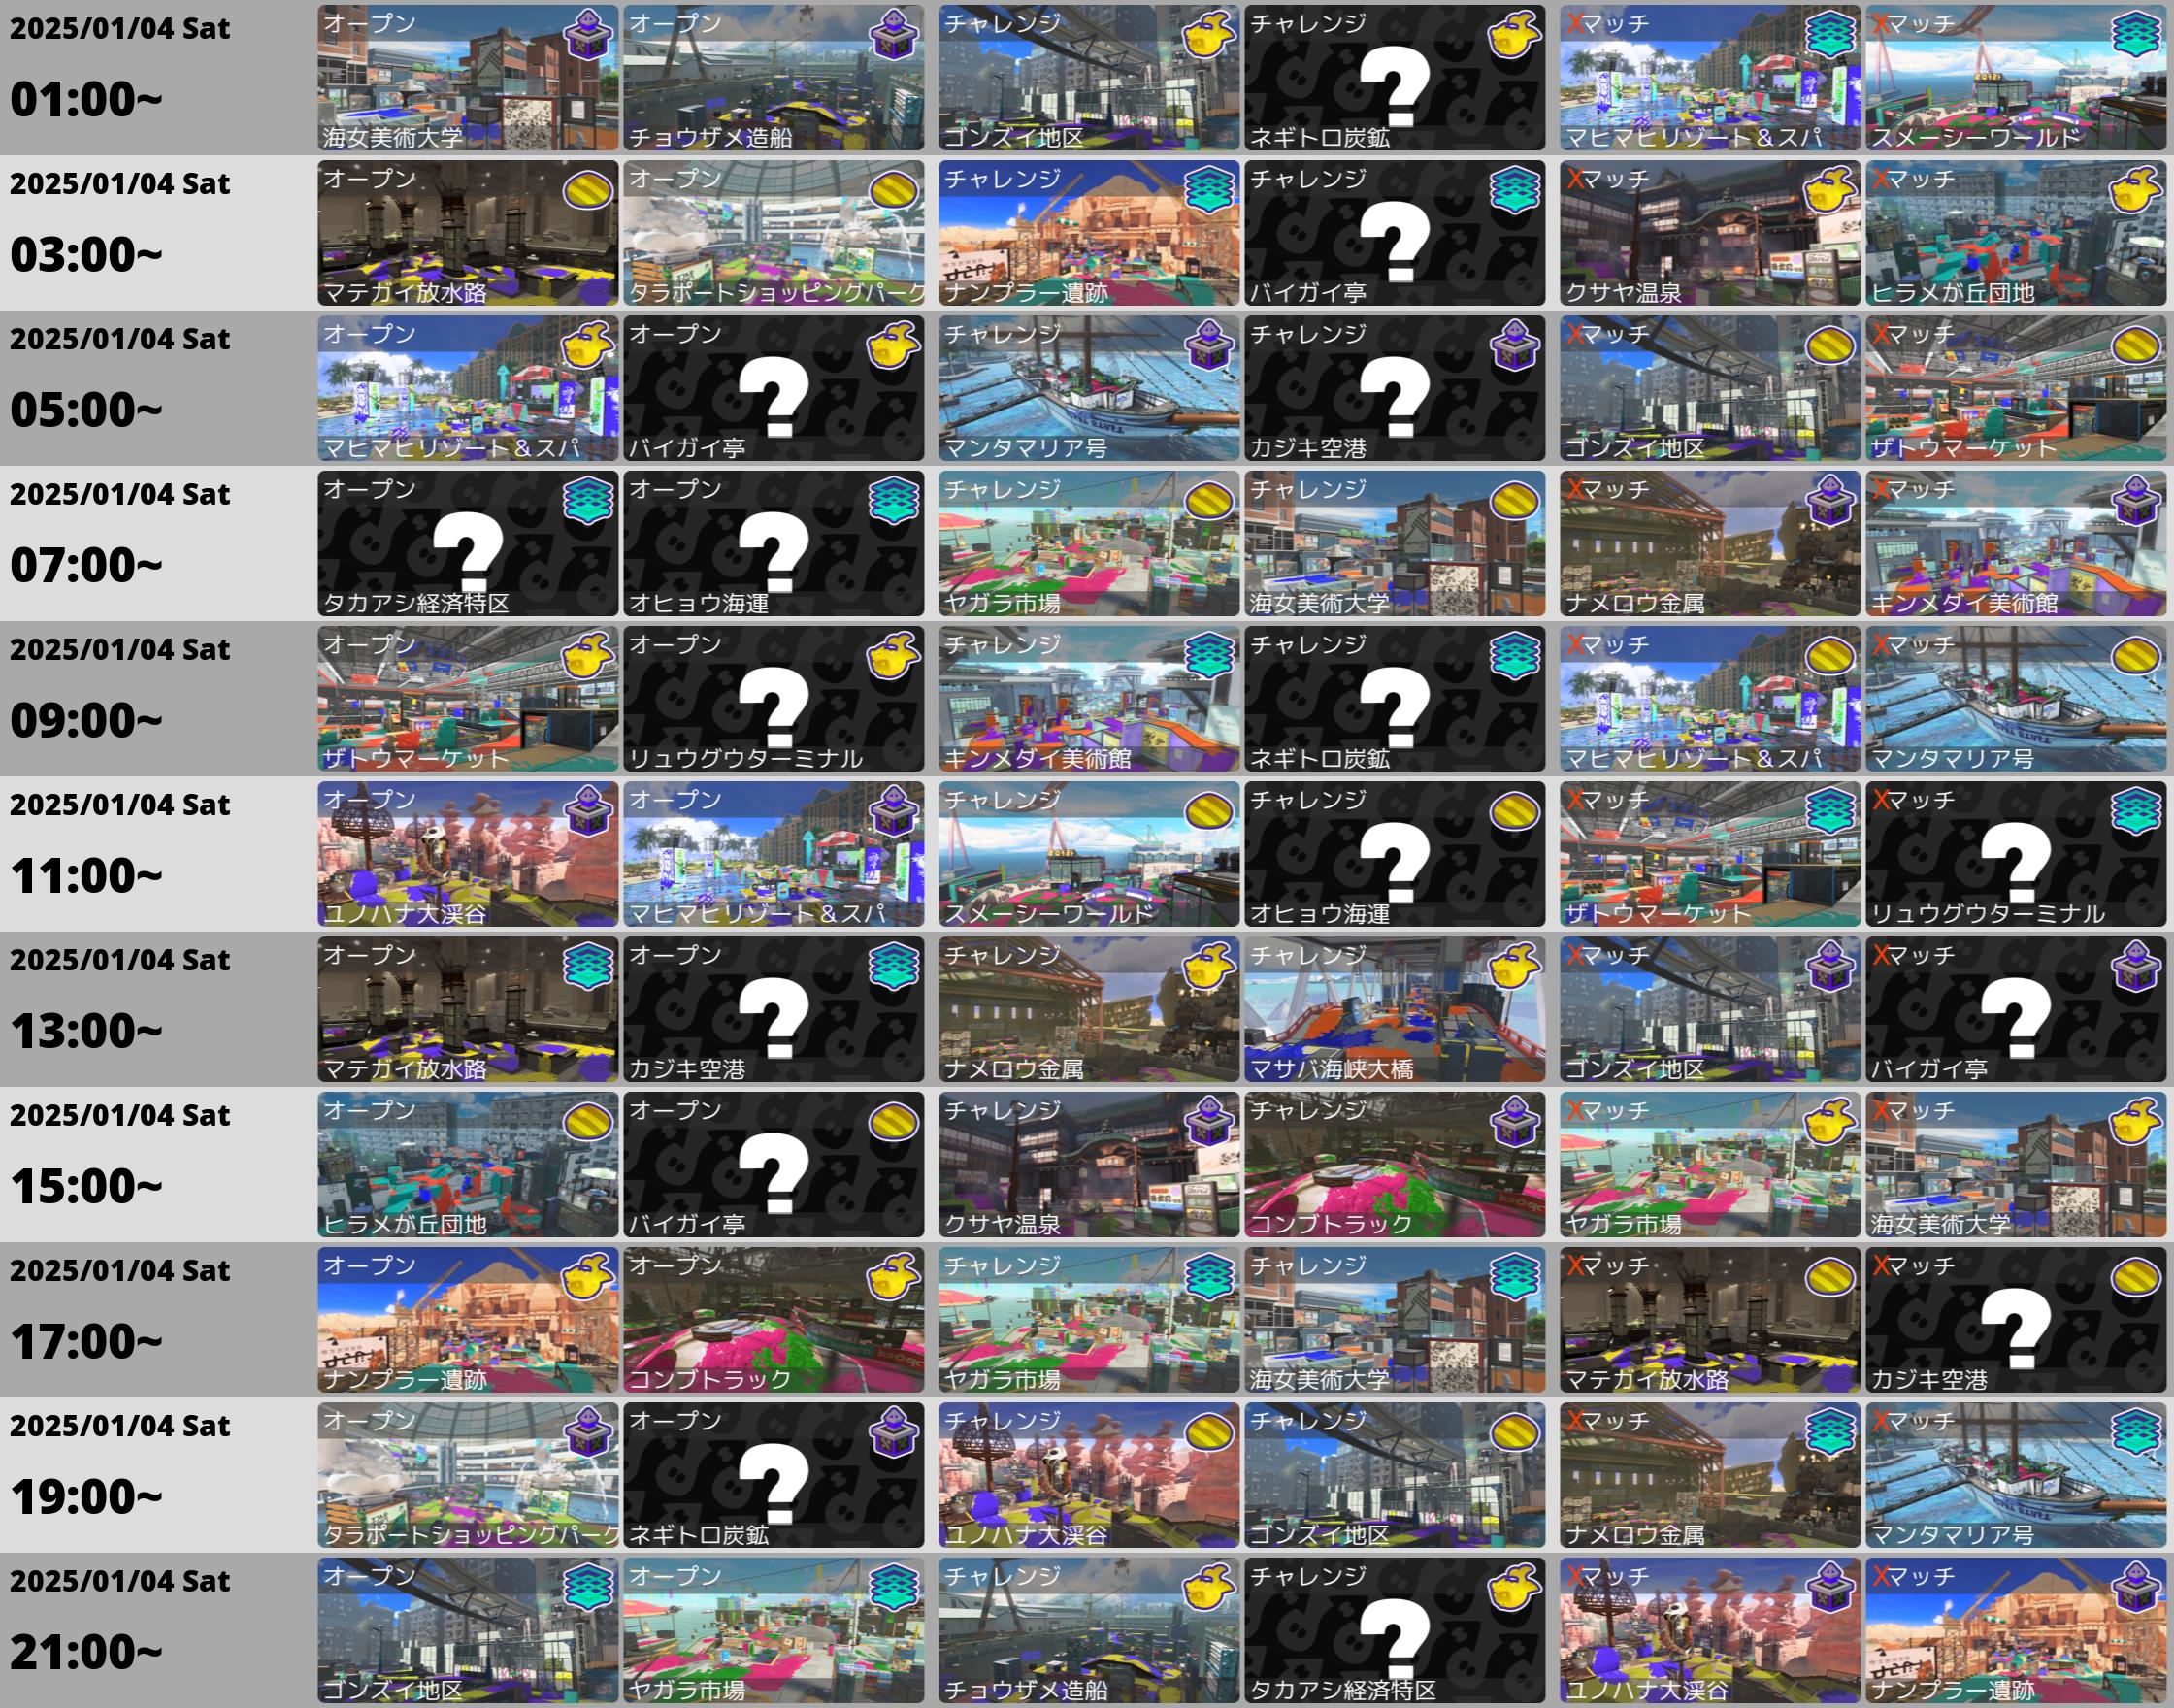 2025/01/04 Sat
01:00~
オープン オープン チャレンジ チャレンジ Xマッチ Xマッチ
海女美術大学 チョウザメ造船 ゴンズイ地区 ネギトロ炭鉱 マヒマヒリゾート＆スパ スメーシーワールド
2025/01/04 Sat
03:00~
オープン オープン チャレンジ チャレンジ Xマッチ Xマッチ
マテガイ放水路 タラポートショッピングパーク ナンプラー遺跡 バイガイ亭 クサヤ温泉 ヒラメが丘団地
2025/01/04 Sat
05:00~
オープン オープン チャレンジ チャレンジ Xマッチ Xマッチ
マヒマヒリゾート＆スパ バイガイ亭 マンタマリア号 カジキ空港 ゴンズイ地区 ザトウマーケット
2025/01/04 Sat
07:00~
オープン オープン チャレンジ チャレンジ Xマッチ Xマッチ
タカアシ経済特区 オヒョウ海運 ヤガラ市場 海女美術大学 ナメロウ金属 キンメダイ美術館
2025/01/04 Sat
09:00~
オープン オープン チャレンジ チャレンジ Xマッチ Xマッチ
ザトウマーケット リュウグウターミナル キンメダイ美術館 ネギトロ炭鉱 マヒマヒリゾート＆スパ マンタマリア号
2025/01/04 Sat
11:00~
オープン オープン チャレンジ チャレンジ Xマッチ Xマッチ
ユノハナ大渓谷 マヒマヒリゾート＆スパ スメーシーワールド オヒョウ海運 ザトウマーケット リュウグウターミナル
2025/01/04 Sat
13:00~
オープン オープン チャレンジ チャレンジ Xマッチ Xマッチ
マテガイ放水路 カジキ空港 ナメロウ金属 マサバ海峡大橋 ゴンズイ地区 バイガイ亭
2025/01/04 Sat
15:00~
オープン オープン チャレンジ チャレンジ Xマッチ Xマッチ
ヒラメが丘団地 バイガイ亭 クサヤ温泉 コンブトラック ヤガラ市場 海女美術大学
2025/01/04 Sat
17:00~
オープン オープン チャレンジ チャレンジ Xマッチ Xマッチ
ナンプラー遺跡 コンブトラック ヤガラ市場 海女美術大学 マテガイ放水路 カジキ空港
2025/01/04 Sat
19:00~
オープン オープン チャレンジ チャレンジ Xマッチ Xマッチ
タラポートショッピングパーク ネギトロ炭鉱 ユノハナ大渓谷 ゴンズイ地区 ナメロウ金属 マンタマリア号
2025/01/04 Sat
21:00~
オープン オープン チャレンジ チャレンジ Xマッチ Xマッチ
ゴンズイ地区 ヤガラ市場 チョウザメ造船 タカアシ経済特区 ユノハナ大渓谷 ナンプラー遺跡